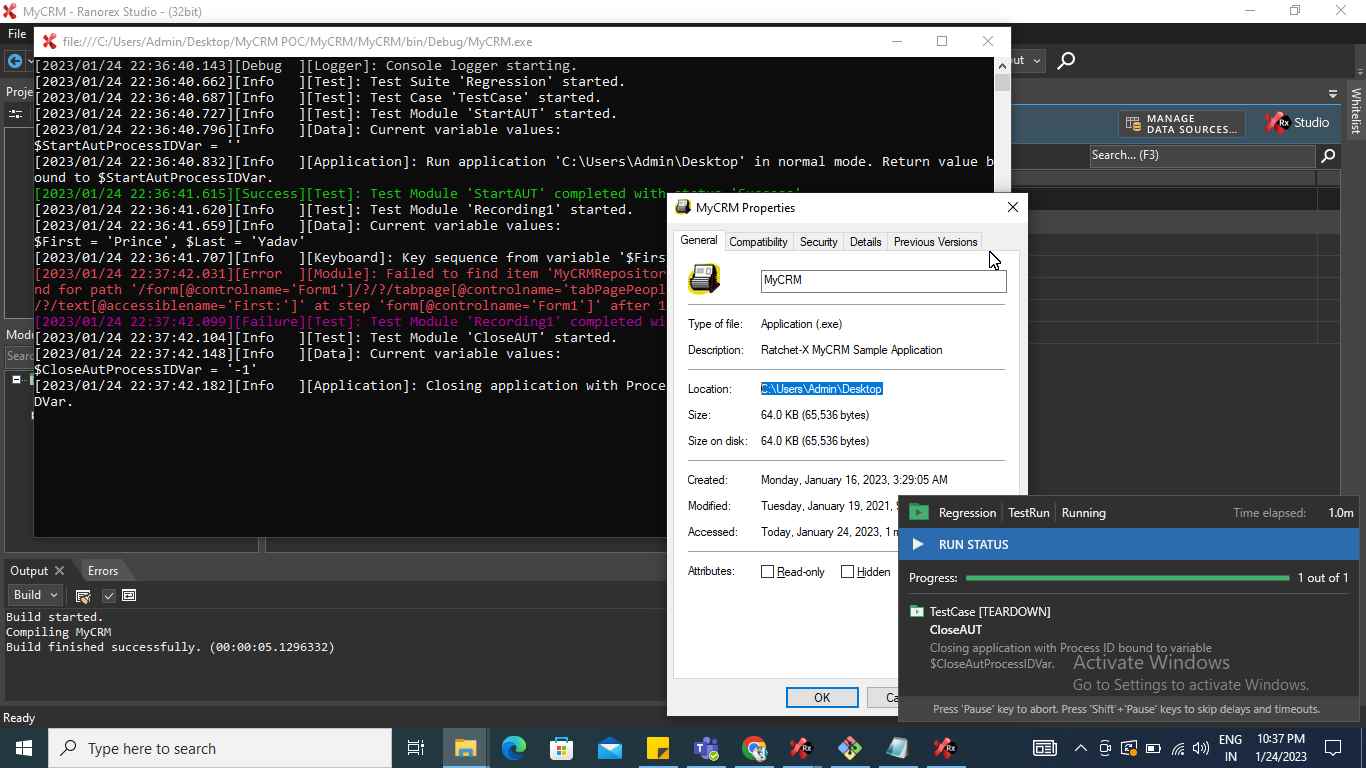 MyCRM - Ranorex Studio - (32bit)
File
file:///C:/Users/Admin/Desktop/MyCRM POC/MyCRM/MyCRM/bin/Debug/MyCRM.exe
[2023/01/24 22:36:40.143][Debug ][Logger]: Console logger starting.
[2023/01/24 22:36:40.662][Info ][Test]: Test Suite 'Regression' started.
[2023/01/24 22:36:40.687][Info ][Test]: Test Case 'TestCase' started.
[2023/01/24 22:36:40.727][Info ][Test]: Test Module 'StartAUT' started.
[2023/01/24 22:36:40.796][Info ][Data]: Current variable values:
$StartAutProcessIDVar = ''
[2023/01/24 22:36:40.832][Info ][Application]: Run application 'C:\Users\Admin\Desktop' in normal mode. Return value b
ound to $StartAutProcessIDVar.
[2023/01/24 22:36:41.615][Success][Test]: Test Module 'StartAUT' completed with status 'Success'
[2023/01/24 22:36:41.620][Info ][Test]: Test Module 'Recording1' started.
[2023/01/24 22:36:41.659][Info ][Data]: Current variable values:
$First = 'Prince', $Last = 'Yadav'
[2023/01/24 22:36:41.707][Info ][Keyboard]: Key sequence from variable '$Firs
[2023/01/24 22:37:42.031][Error ][Module]: Failed to find item 'MyCRMRepositor
nd for path '/form[@controlname='Form1']/?/?/tabpage[@controlname='tabPagePeopl
/?/?/text[@accessiblename='First:']' at step 'form[@controlname='Form1']' after 1
[2023/01/24 22:37:42.099][Failure][Test]: Test Module 'Recording1' completed wi
[2023/01/24 22:37:42.104][Info ][Test]: Test Module 'CloseAUT' started.
[2023/01/24 22:37:42.148][Info ][Data]: Current variable values:
$CloseAutProcessIDVar = '-1'
[2023/01/24 22:37:42.182][Info ][Application]: Closing application with Proce
DVar.
Proje
Modu
Searc
ut
Whitelist
MANAGE
DATA SOURCES...
Rx Studio
Search... (F3)
MyCRM Properties
General Compatibility Security Details Previous Versions
MyCRM
Type of file: Application (.exe)
Description: Ratchet-X MyCRM Sample Application
Location: C:\Users\Admin\Desktop
Size: 64.0 KB (65,536 bytes)
Size on disk: 64.0 KB (65,536 bytes)
Created: Monday, January 16, 2023, 3:29:05 AM
Modified: Tuesday, January 19, 2021,
Accessed: Today, January 24, 2023, 1 m
Attributes: Read-only Hidden
OK Ca
Regression TestRun Running Time elapsed: 1.0m
RUN STATUS
Progress: 1 out of 1
TestCase [TEARDOWN]
CloseAUT
Closing application with Process ID bound to variable
$CloseAutProcessIDVar.
Activate Windows
Go to Settings to activate Windows.
Press 'Pause' key to abort. Press 'Shift'+'Pause' keys to skip delays and timeouts.
Output Errors
Build
Build started.
Compiling MyCRM
Build finished successfully. (00:00:05.1296332)
Ready
Type here to search
ENG
IN
10:37 PM
1/24/2023